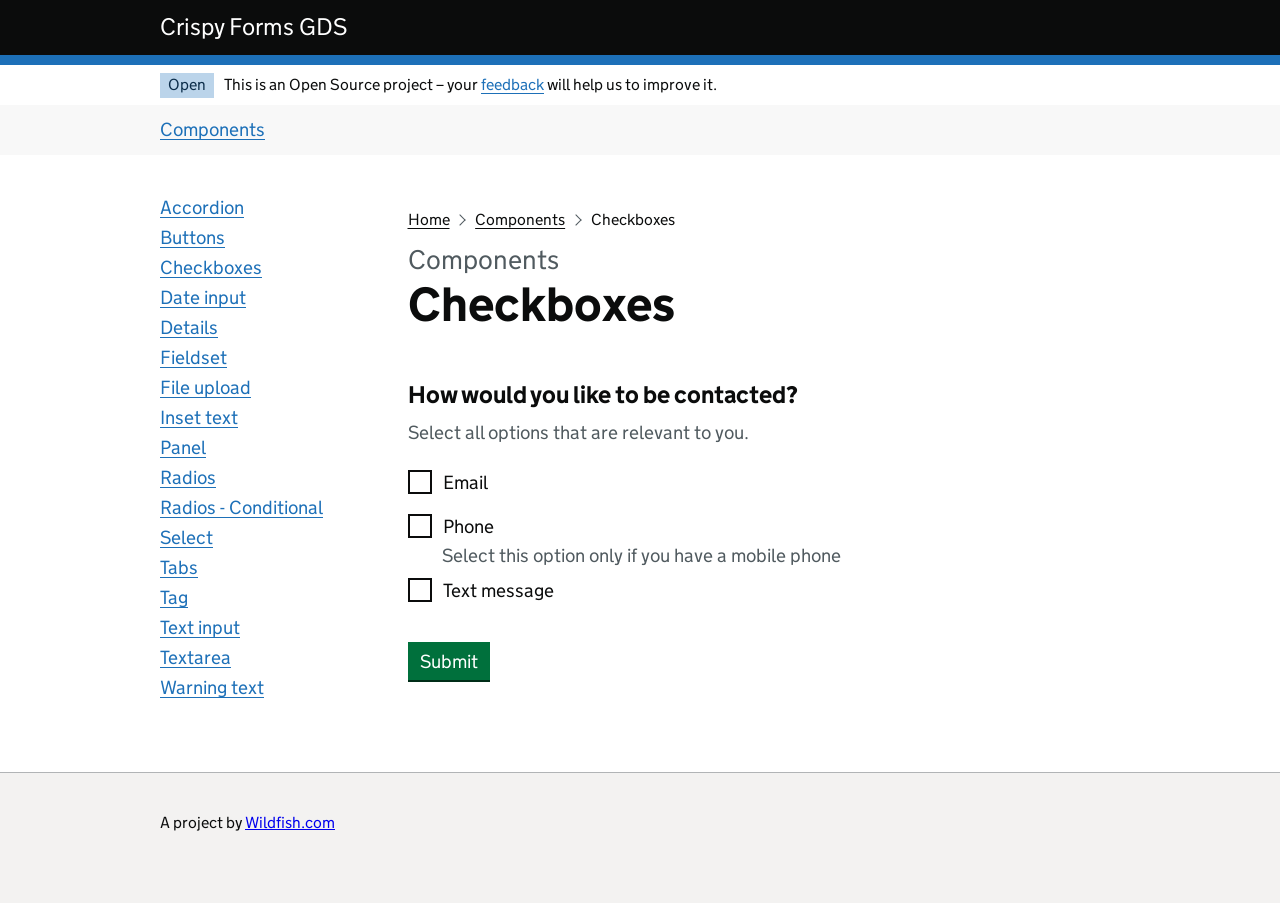 Crispy Forms GDS
Open This is an Open Source project – your feedback will help us to improve it.
Components
Accordion
Buttons
Checkboxes
Date input
Details
Fieldset
File upload
Inset text
Panel
Radios
Radios - Conditional
Select
Tabs
Tag
Text input
Textarea
Warning text
Home Components Checkboxes
Components
Checkboxes
How would you like to be contacted?
Select all options that are relevant to you.
Email
Phone
Select this option only if you have a mobile phone
Text message
Submit
A project by Wildfish.com